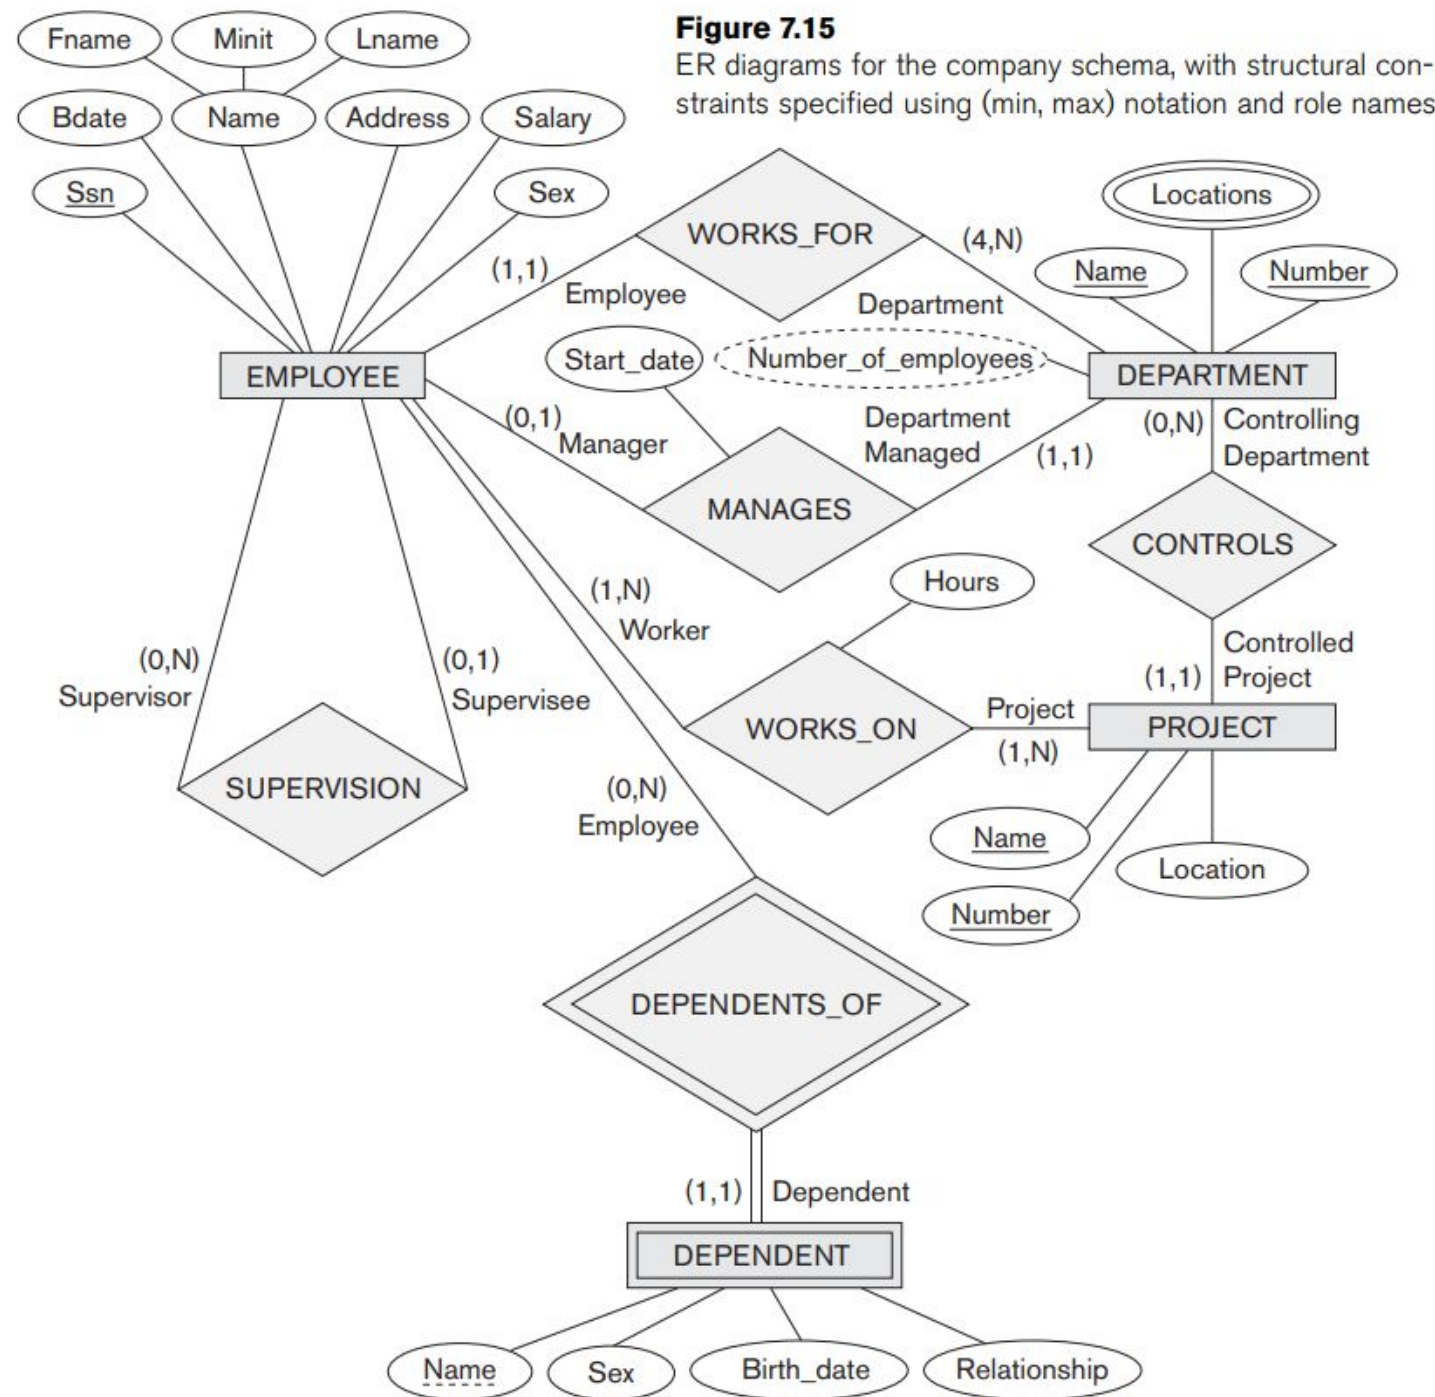 Figure 7.15
ER diagrams for the company schema, with structural con-
straints specified using (min, max) notation and role names
Fname
Minit
Lname
Bdate
Name
Address
Salary
Ssn
Sex
WORKS_FOR
(4,N)
Locations
Name
Number
(1,1)
Employee
Department
Start_date
Number_of_employees
EMPLOYEE
DEPARTMENT
(0,1)
Manager
Department
Managed
(1,1)
(0,N)
Controlling
Department
MANAGES
CONTROLS
Hours
(1,N)
Worker
(0,N)
Supervisor
(0,1)
Supervisee
Controlled
Project
(1,1)
WORKS_ON
Project
(1,N)
PROJECT
SUPERVISION
(0,N)
Employee
Name
Location
Number
DEPENDENTS_OF
(1,1)
Dependent
DEPENDENT
Name
Sex
Birth_date
Relationship